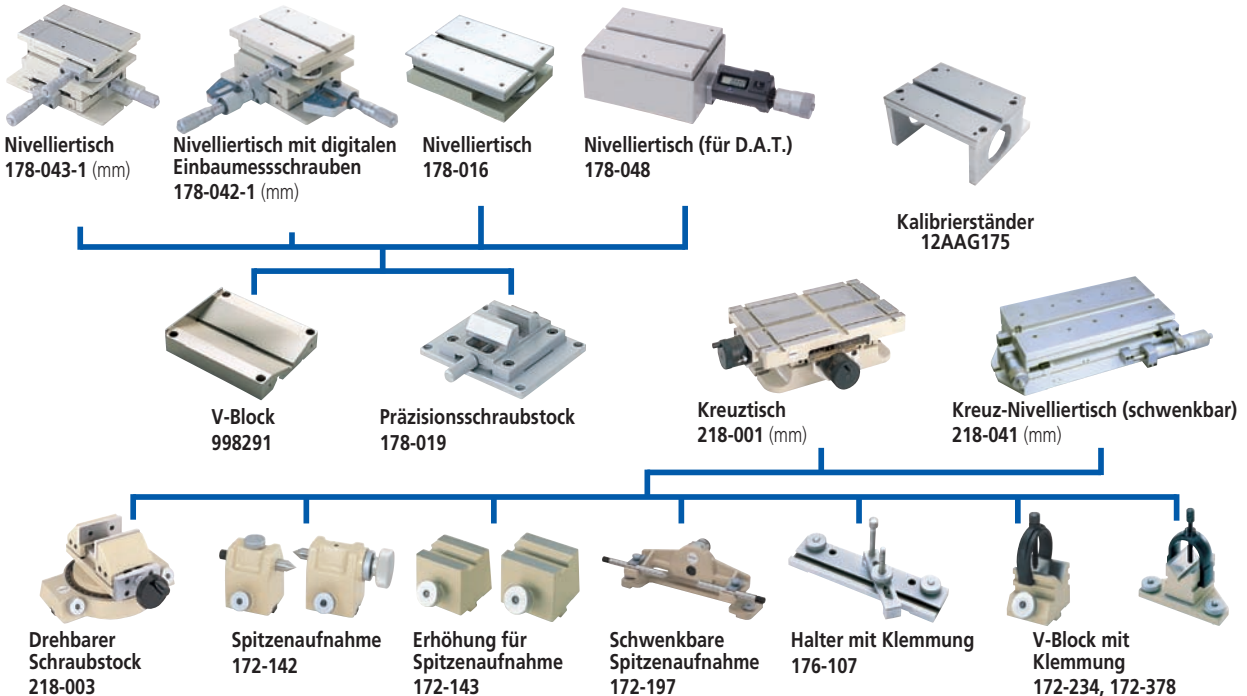 Nivelliertisch
178-043-1 (mm)
Nivelliertisch mit digitalen
Einbaumessschrauben
178-042-1 (mm)
Nivelliertisch
178-016
Nivelliertisch (für D.A.T.)
178-048
Kalibrierständer
12AAG175
V-Block
998291
Präzisionsschraubstock
178-019
Kreuztisch
218-001 (mm)
Kreuz-Nivelliertisch (schwenkbar)
218-041 (mm)
Drehbarer
Schraubstock
218-003
Spitzenaufnahme
172-142
Erhöhung für
Spitzenaufnahme
172-143
Schwenkbare
Spitzenaufnahme
172-197
Halter mit Klemmung
176-107
V-Block mit
Klemmung
172-234, 172-378